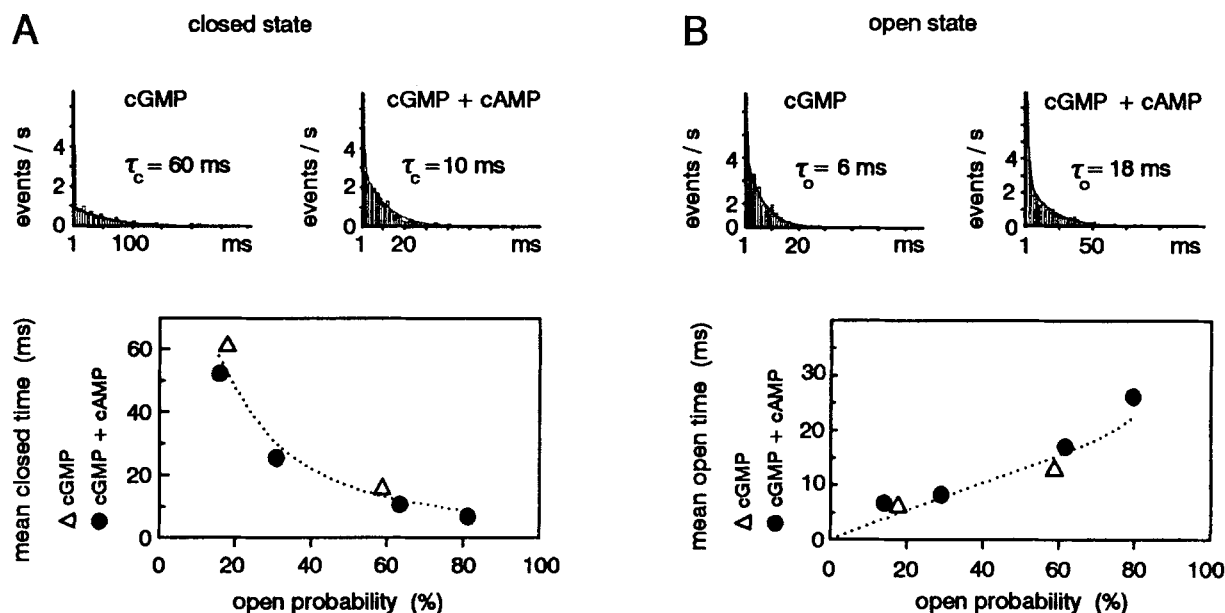 A
closed state
cGMP
τc = 60 ms
events / s
4
2
0
1
100
ms
cGMP + cAMP
τc = 10 ms
events / s
4
2
0
1
20
ms
mean closed time (ms)
△ cGMP
● cGMP + cAMP
60
40
20
0
0
20
40
60
80
100
open probability (%)
B
open state
cGMP
τo = 6 ms
events / s
4
2
0
1
20
ms
cGMP + cAMP
τo = 18 ms
events / s
4
2
0
1
50
ms
mean open time (ms)
△ cGMP
● cGMP + cAMP
30
20
10
0
0
20
40
60
80
100
open probability (%)